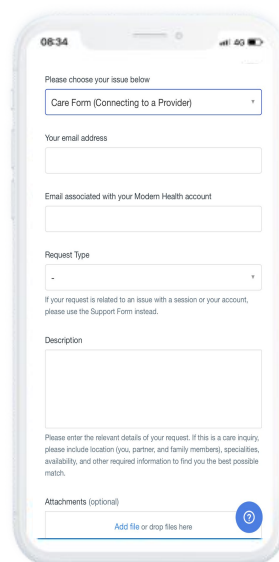 08:34
4G
Please choose your issue below
Care Form (Connecting to a Provider)
Your email address
Email associated with your Modern Health account
Request Type
-
If your request is related to an issue with a session or your account,
please use the Support Form instead.
Description
Please enter the relevant details of your request. If this is a care inquiry,
please include location (you, partner, and family members), specialities,
availability, and other required information to find you the best possible
match.
Attachments (optional)
Add file or drop files here
?